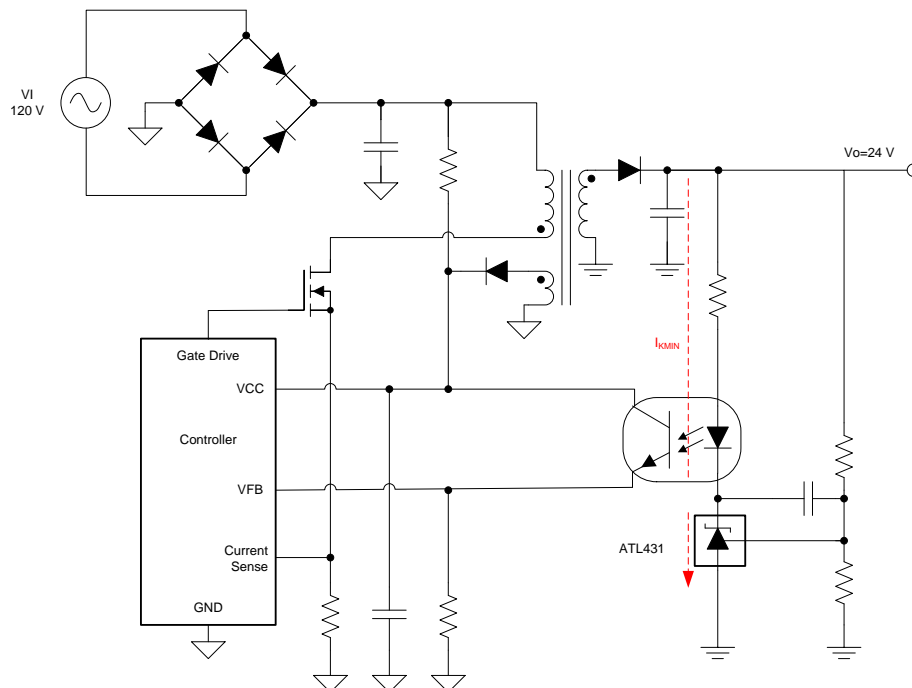 VI
120 V
Vo=24 V
IKMIN
Gate Drive
VCC
Controller
VFB
Current
Sense
GND
ATL431